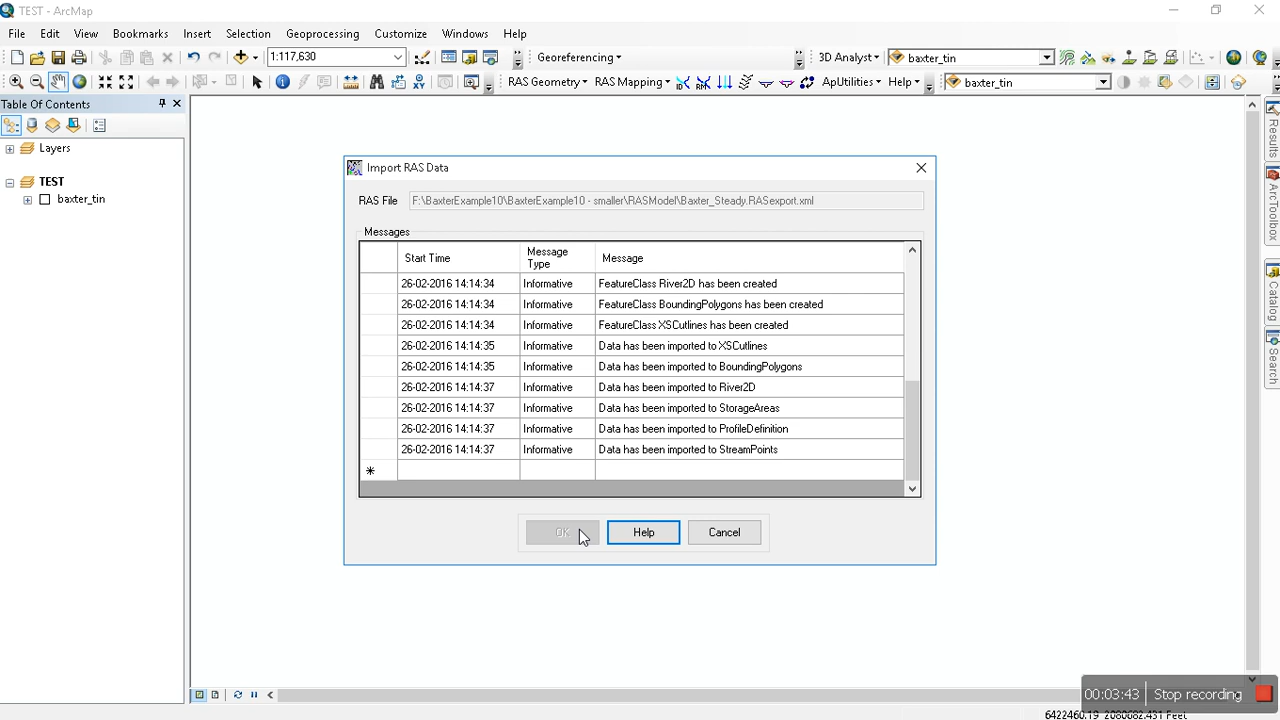 TEST - ArcMap
File Edit View Bookmarks Insert Selection Geoprocessing Customize Windows Help
1:117,630 Georeferencing 3D Analyst baxter_tin
RAS Geometry RAS Mapping ID RM ApUtilities Help baxter_tin
Table Of Contents
Layers
TEST
baxter_tin
Import RAS Data
RAS File F:\BaxterExample10\BaxterExample10 - smaller\RASModel\Baxter_Steady.RASexport.xml
Messages
Start Time Message Type Message
26-02-2016 14:14:34 Informative FeatureClass River2D has been created
26-02-2016 14:14:34 Informative FeatureClass BoundingPolygons has been created
26-02-2016 14:14:34 Informative FeatureClass XSCutlines has been created
26-02-2016 14:14:35 Informative Data has been imported to XSCutlines
26-02-2016 14:14:35 Informative Data has been imported to BoundingPolygons
26-02-2016 14:14:37 Informative Data has been imported to River2D
26-02-2016 14:14:37 Informative Data has been imported to StorageAreas
26-02-2016 14:14:37 Informative Data has been imported to ProfileDefinition
26-02-2016 14:14:37 Informative Data has been imported to StreamPoints
OK Help Cancel
Results
ArcToolbox
Catalog
Search
00:03:43 Stop recording
6422460.19 2080682.431 Feet